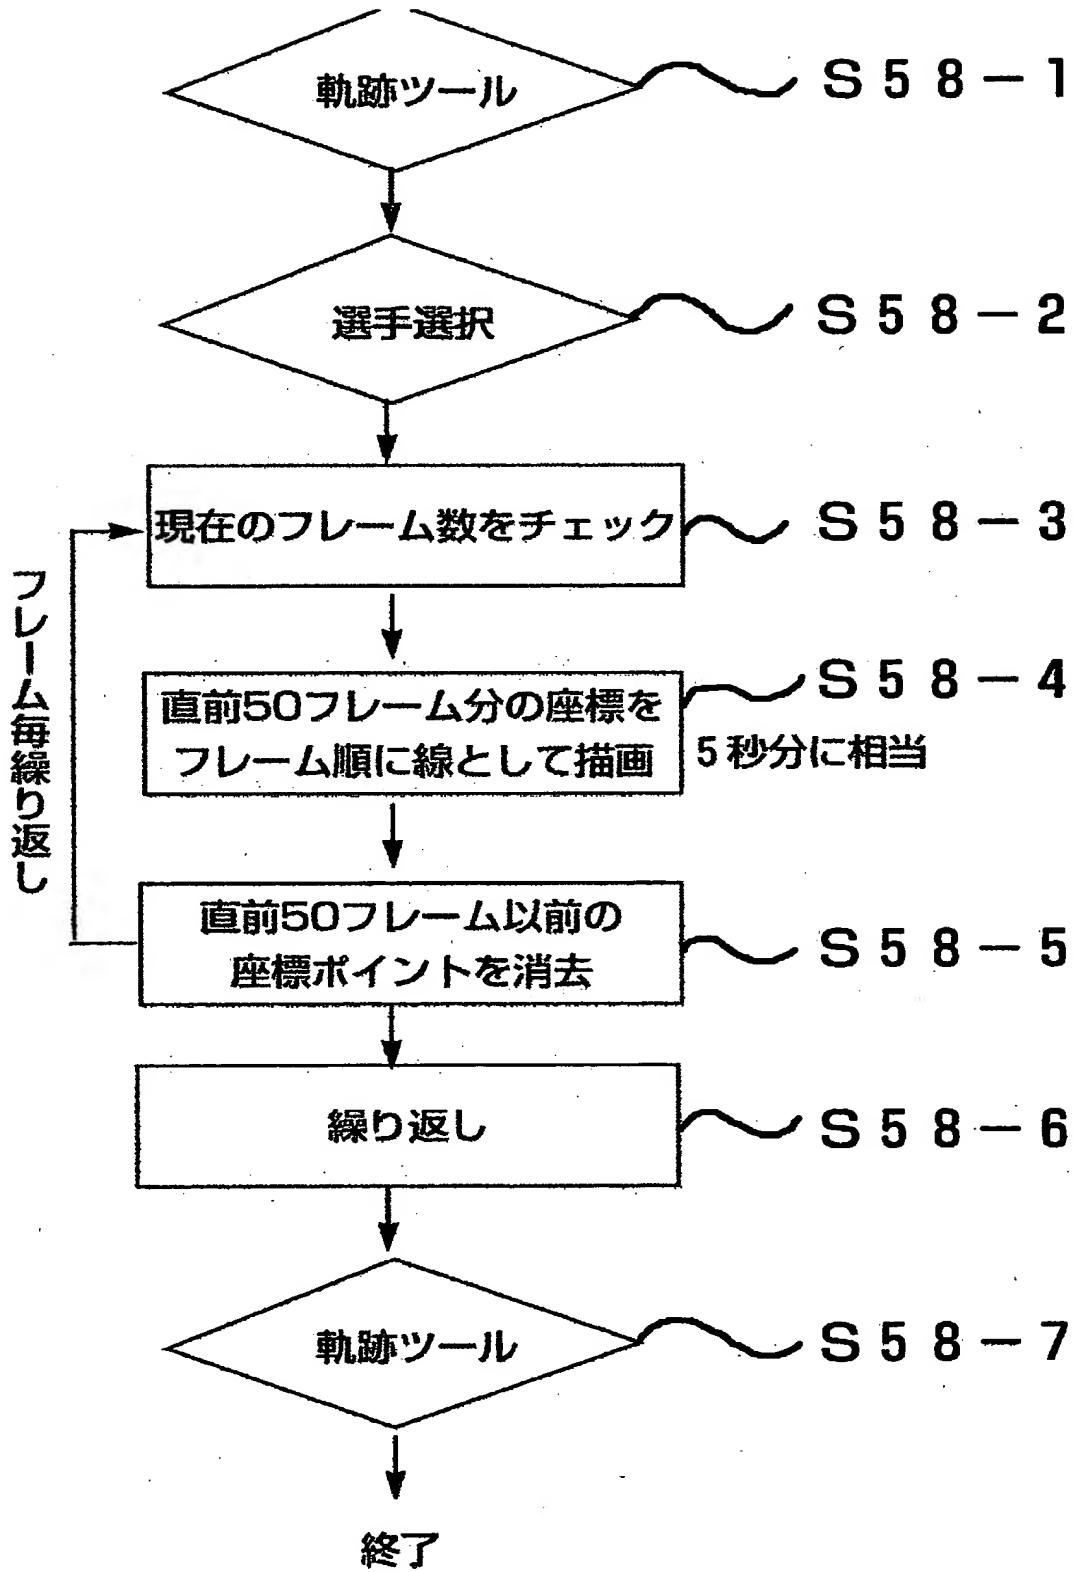 軌跡ツール
S58-1
選手選択
S58-2
現在のフレーム数をチェック
S58-3
フレーム毎繰り返し
直前50フレーム分の座標を
フレーム順に線として描画
S58-4
5秒分に相当
直前50フレーム以前の
座標ポイントを消去
S58-5
繰り返し
S58-6
軌跡ツール
S58-7
終了